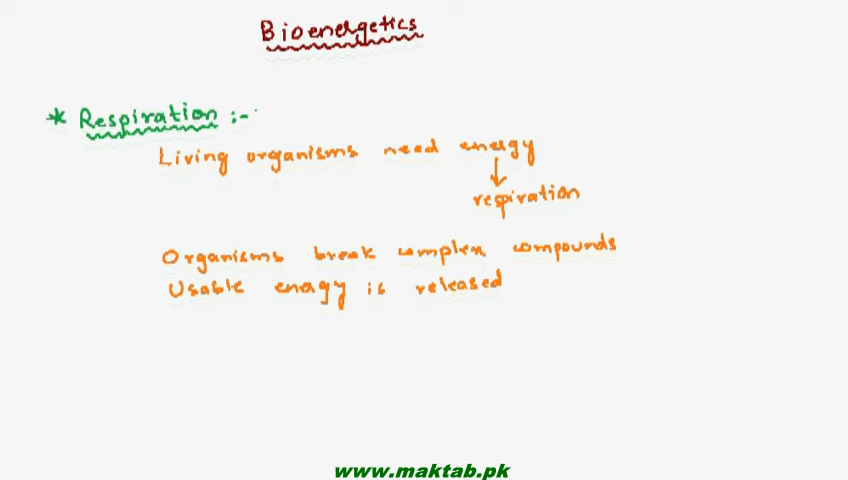 Bioenergetics
* Respiration :-
Living organisms need energy
respiration
Organisms break complex compounds
Usable energy is released
www.maktab.pk